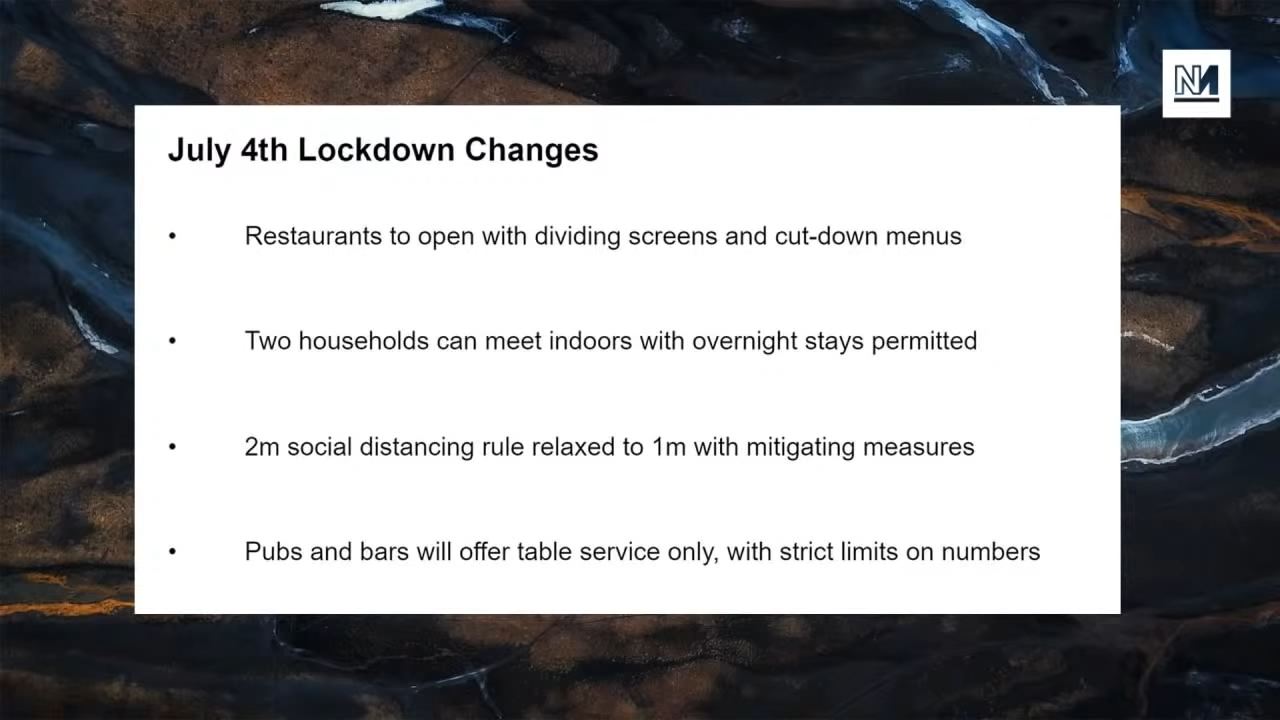 NM
July 4th Lockdown Changes
• Restaurants to open with dividing screens and cut-down menus
• Two households can meet indoors with overnight stays permitted
• 2m social distancing rule relaxed to 1m with mitigating measures
• Pubs and bars will offer table service only, with strict limits on numbers